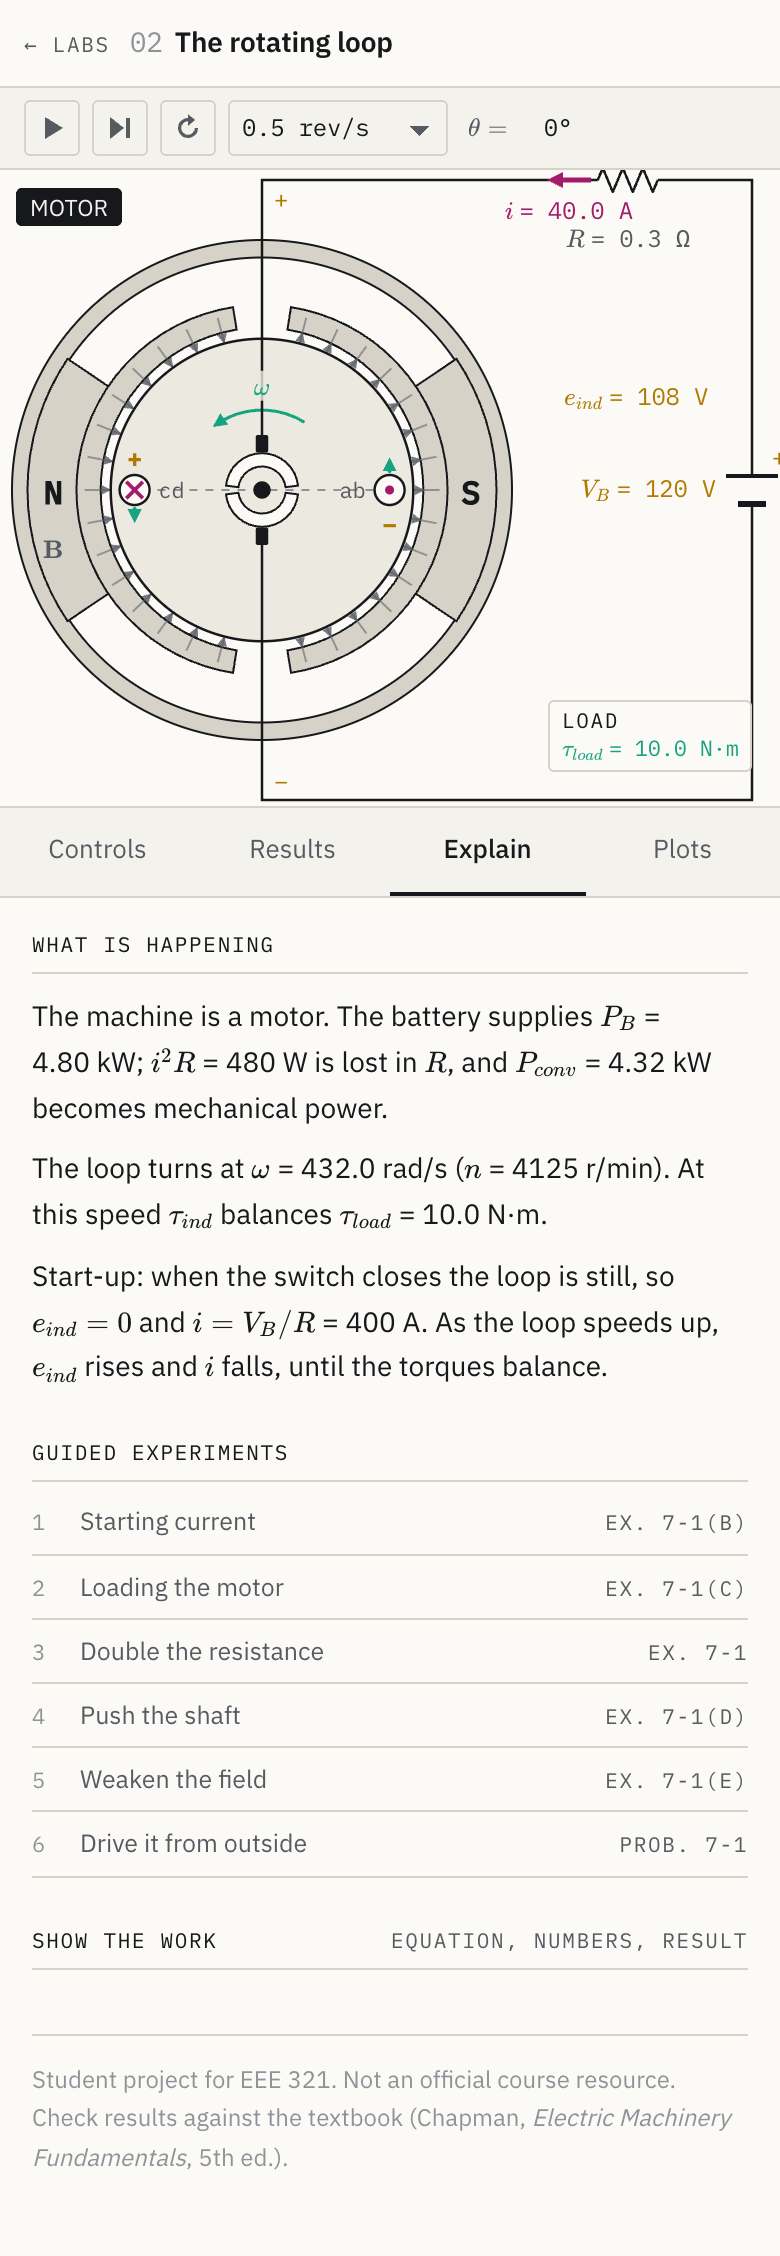 ← LABS 02 The rotating loop
0.5 rev/s θ = 0°
MOTOR
+
i = 40.0 A
R = 0.3 Ω
ω
e_ind = 108 V
+
+
N cd ab S
V_B = 120 V
−
B
LOAD
τ_load = 10.0 N·m
−
Controls Results Explain Plots
WHAT IS HAPPENING
The machine is a motor. The battery supplies P_B =
4.80 kW; i²R = 480 W is lost in R, and P_conv = 4.32 kW
becomes mechanical power.
The loop turns at ω = 432.0 rad/s (n = 4125 r/min). At
this speed τ_ind balances τ_load = 10.0 N·m.
Start-up: when the switch closes the loop is still, so
e_ind = 0 and i = V_B/R = 400 A. As the loop speeds up,
e_ind rises and i falls, until the torques balance.
GUIDED EXPERIMENTS
1 Starting current EX. 7-1(B)
2 Loading the motor EX. 7-1(C)
3 Double the resistance EX. 7-1
4 Push the shaft EX. 7-1(D)
5 Weaken the field EX. 7-1(E)
6 Drive it from outside PROB. 7-1
SHOW THE WORK EQUATION, NUMBERS, RESULT
Student project for EEE 321. Not an official course resource.
Check results against the textbook (Chapman, Electric Machinery
Fundamentals, 5th ed.).